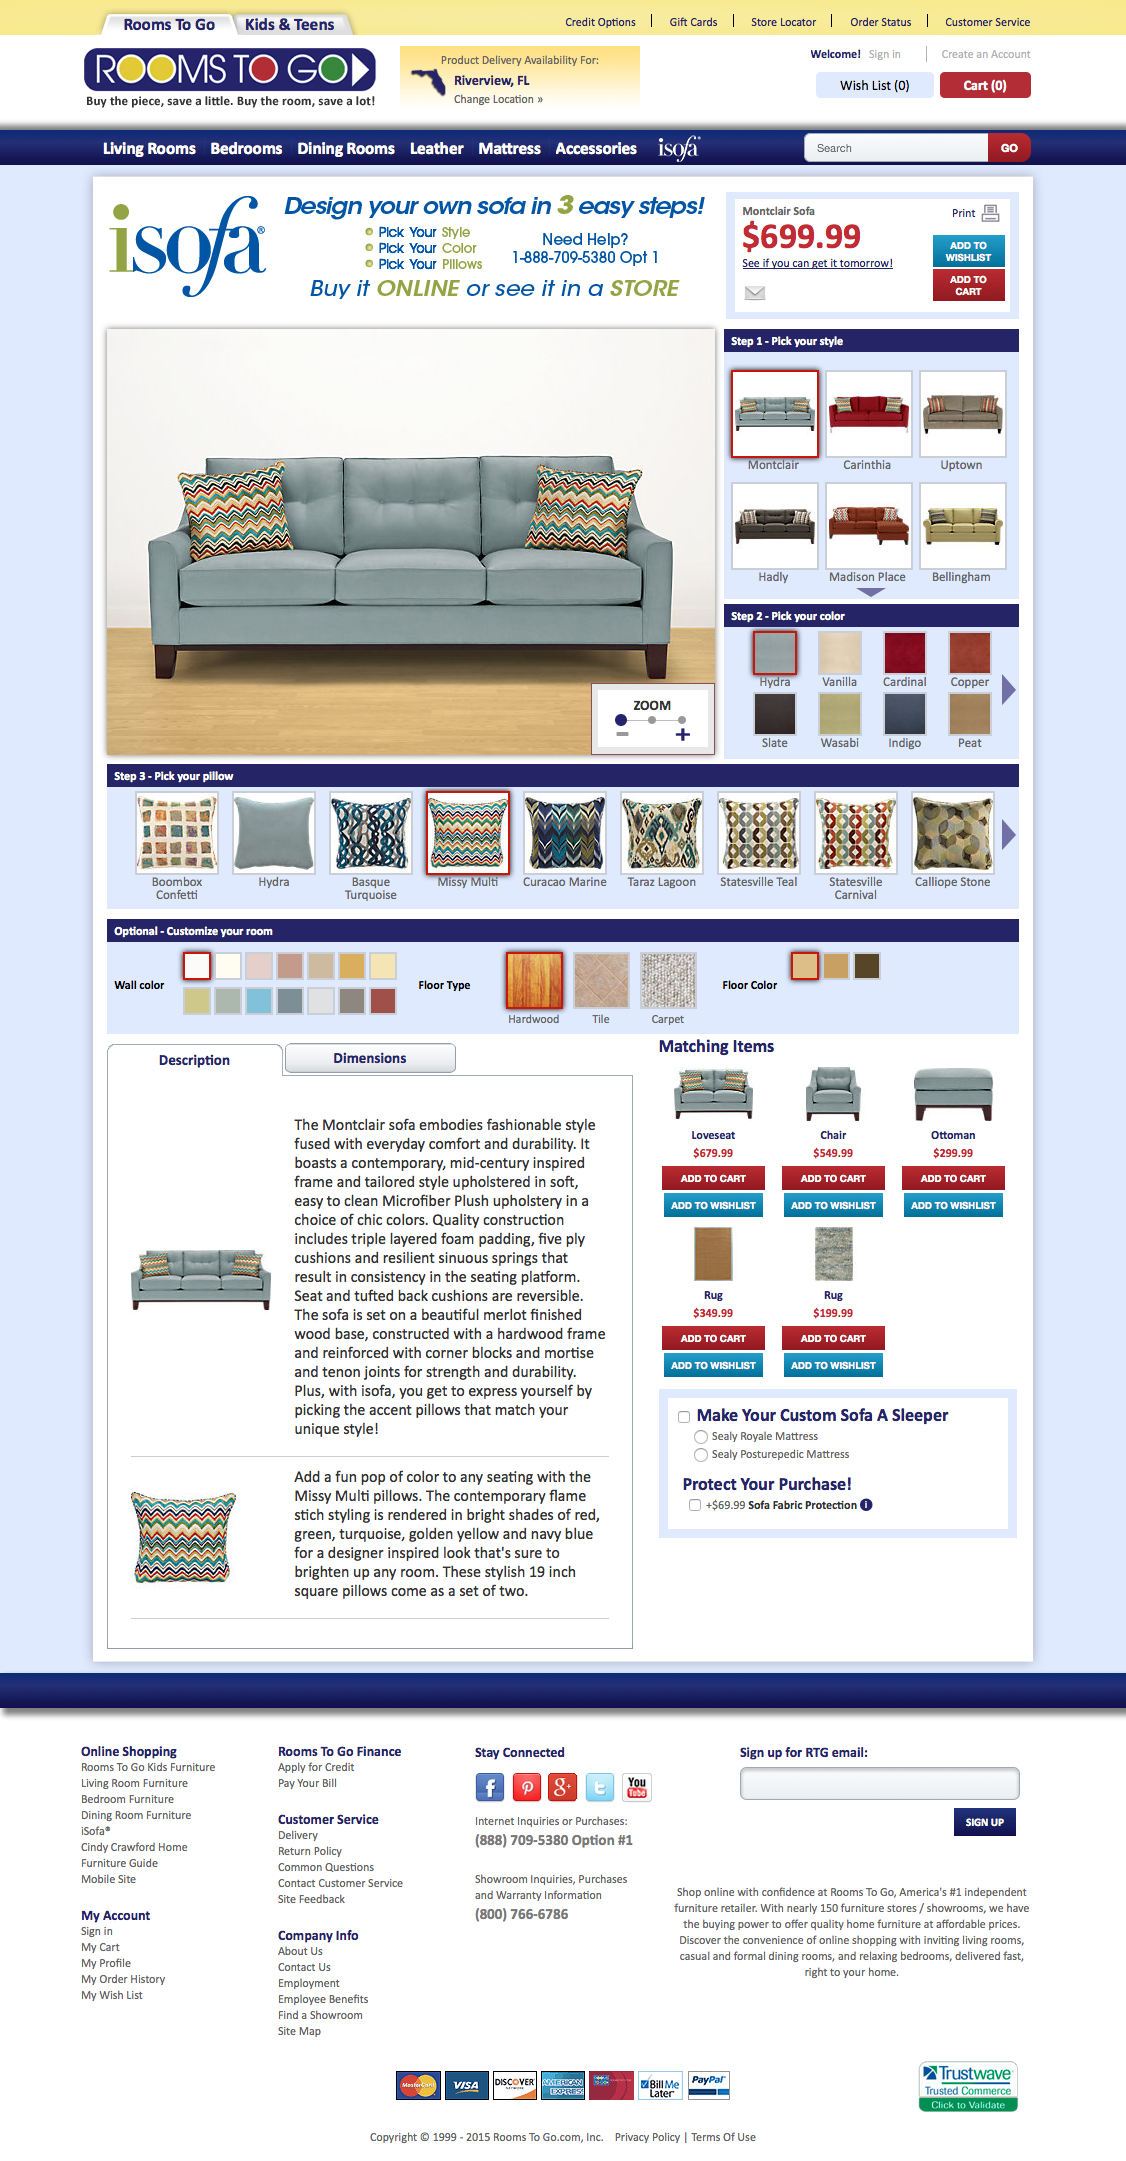 Rooms To Go
Kids & Teens
Credit Options
Gift Cards
Store Locator
Order Status
Customer Service
ROOMS TO GO
Buy the piece, save a little. Buy the room, save a lot!
Product Delivery Availability For:
Riverview, FL
Change Location »
Welcome! Sign in
Create an Account
Wish List (0)
Cart (0)
Living Rooms
Bedrooms
Dining Rooms
Leather
Mattress
Accessories
isofa®
Search
GO
isofa®
Design your own sofa in 3 easy steps!
Pick Your Style
Pick Your Color
Pick Your Pillows
Need Help?
1-888-709-5380 Opt 1
Buy it ONLINE or see it in a STORE
Montclair Sofa
$699.99
See if you can get it tomorrow!
Print
ADD TO WISHLIST
ADD TO CART
Step 1 - Pick your style
Montclair
Carinthia
Uptown
Hadly
Madison Place
Bellingham
Step 2 - Pick your color
Hydra
Vanilla
Cardinal
Copper
Slate
Wasabi
Indigo
Peat
ZOOM
Step 3 - Pick your pillow
Boombox Confetti
Hydra
Basque Turquoise
Missy Multi
Curacao Marine
Taraz Lagoon
Statesville Teal
Statesville Carnival
Calliope Stone
Optional - Customize your room
Wall color
Floor Type
Hardwood
Tile
Carpet
Floor Color
Description
Dimensions
The Montclair sofa embodies fashionable style
fused with everyday comfort and durability. It
boasts a contemporary, mid-century inspired
frame and tailored style upholstered in soft,
easy to clean Microfiber Plush upholstery in a
choice of chic colors. Quality construction
includes triple layered foam padding, five ply
cushions and resilient sinuous springs that
result in consistency in the seating platform.
Seat and tufted back cushions are reversible.
The sofa is set on a beautiful merlot finished
wood base, constructed with a hardwood frame
and reinforced with corner blocks and mortise
and tenon joints for strength and durability.
Plus, with isofa, you get to express yourself by
picking the accent pillows that match your
unique style!
Add a fun pop of color to any seating with the
Missy Multi pillows. The contemporary flame
stich styling is rendered in bright shades of red,
green, turquoise, golden yellow and navy blue
for a designer inspired look that's sure to
brighten up any room. These stylish 19 inch
square pillows come as a set of two.
Matching Items
Loveseat
$679.99
ADD TO CART
ADD TO WISHLIST
Chair
$549.99
ADD TO CART
ADD TO WISHLIST
Ottoman
$299.99
ADD TO CART
ADD TO WISHLIST
Rug
$349.99
ADD TO CART
ADD TO WISHLIST
Rug
$199.99
ADD TO CART
ADD TO WISHLIST
Make Your Custom Sofa A Sleeper
Sealy Royale Mattress
Sealy Posturepedic Mattress
Protect Your Purchase!
+$69.99 Sofa Fabric Protection i
Online Shopping
Rooms To Go Kids Furniture
Living Room Furniture
Bedroom Furniture
Dining Room Furniture
iSofa®
Cindy Crawford Home
Furniture Guide
Mobile Site
My Account
Sign in
My Cart
My Profile
My Order History
My Wish List
Rooms To Go Finance
Apply for Credit
Pay Your Bill
Customer Service
Delivery
Return Policy
Common Questions
Contact Customer Service
Site Feedback
Company Info
About Us
Contact Us
Employment
Employee Benefits
Find a Showroom
Site Map
Stay Connected
You Tube
Internet Inquiries or Purchases:
(888) 709-5380 Option #1
Showroom Inquiries, Purchases
and Warranty Information
(800) 766-6786
Sign up for RTG email:
SIGN UP
Shop online with confidence at Rooms To Go, America's #1 independent
furniture retailer. With nearly 150 furniture stores / showrooms, we have
the buying power to offer quality home furniture at affordable prices.
Discover the convenience of online shopping with inviting living rooms,
casual and formal dining rooms, and relaxing bedrooms, delivered fast,
right to your home.
MasterCard
VISA
DISCOVER
AMERICAN EXPRESS
Bill Me Later
PayPal
Trustwave
Trusted Commerce
Click to Validate
Copyright © 1999 - 2015 Rooms To Go.com, Inc. Privacy Policy | Terms Of Use